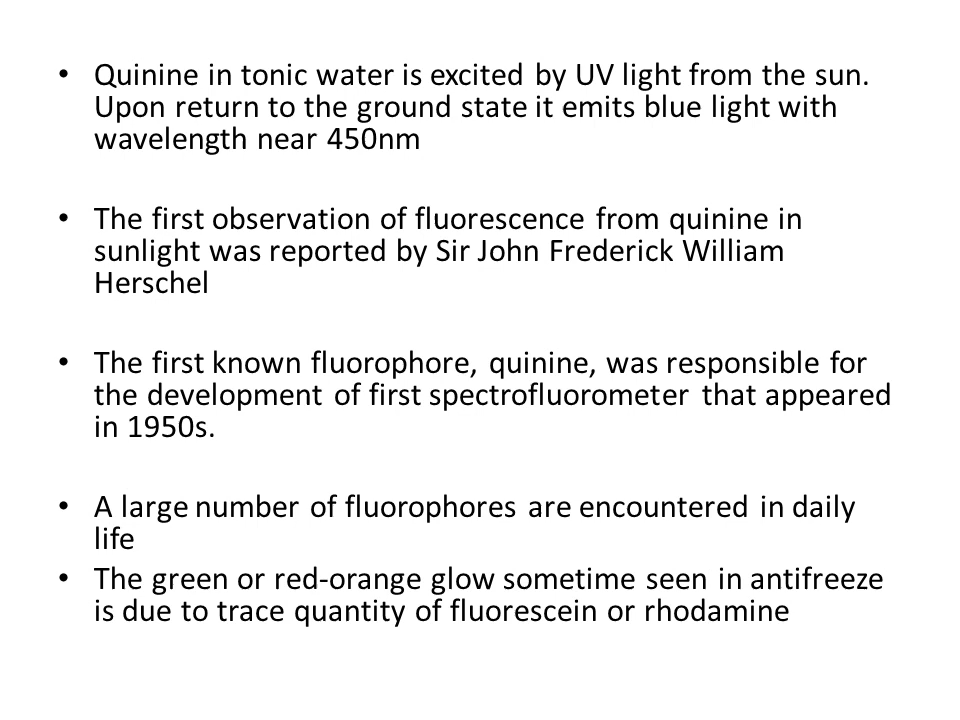 • Quinine in tonic water is excited by UV light from the sun.
Upon return to the ground state it emits blue light with
wavelength near 450nm
• The first observation of fluorescence from quinine in
sunlight was reported by Sir John Frederick William
Herschel
• The first known fluorophore, quinine, was responsible for
the development of first spectrofluorometer that appeared
in 1950s.
• A large number of fluorophores are encountered in daily
life
• The green or red-orange glow sometime seen in antifreeze
is due to trace quantity of fluorescein or rhodamine